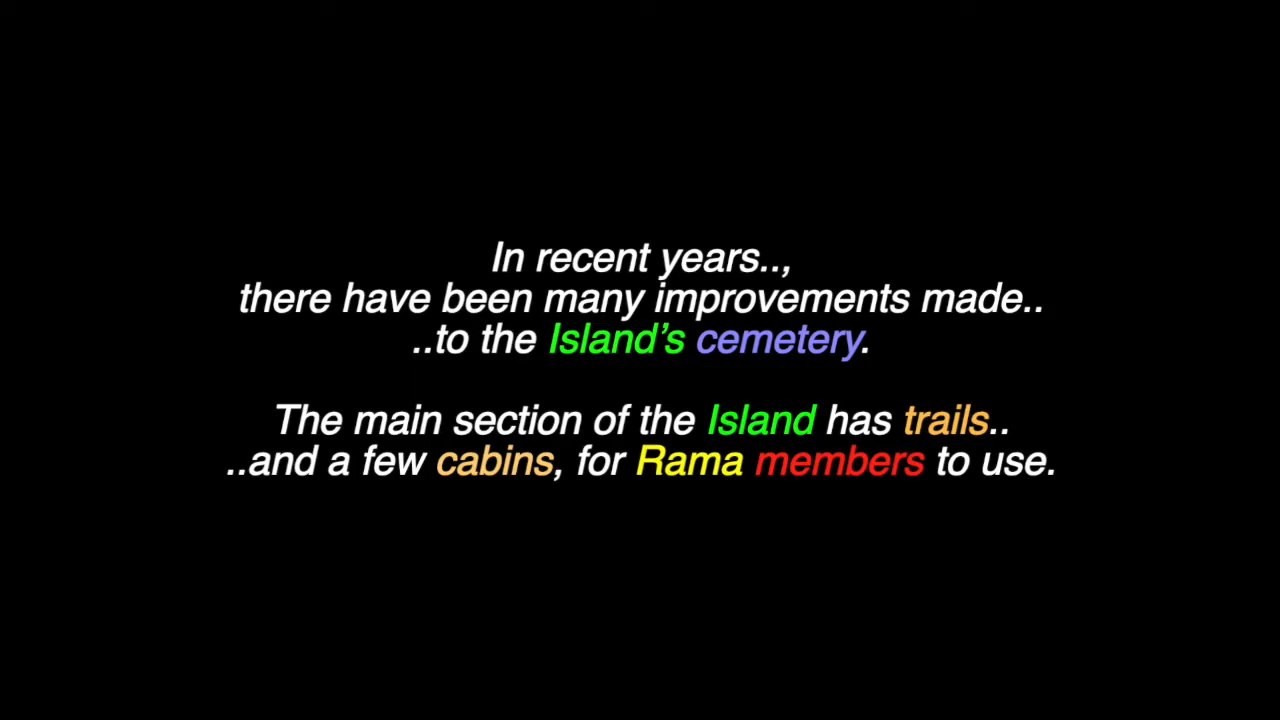 In recent years..,
there have been many improvements made..
..to the Island’s cemetery.
The main section of the Island has trails..
..and a few cabins, for Rama members to use.